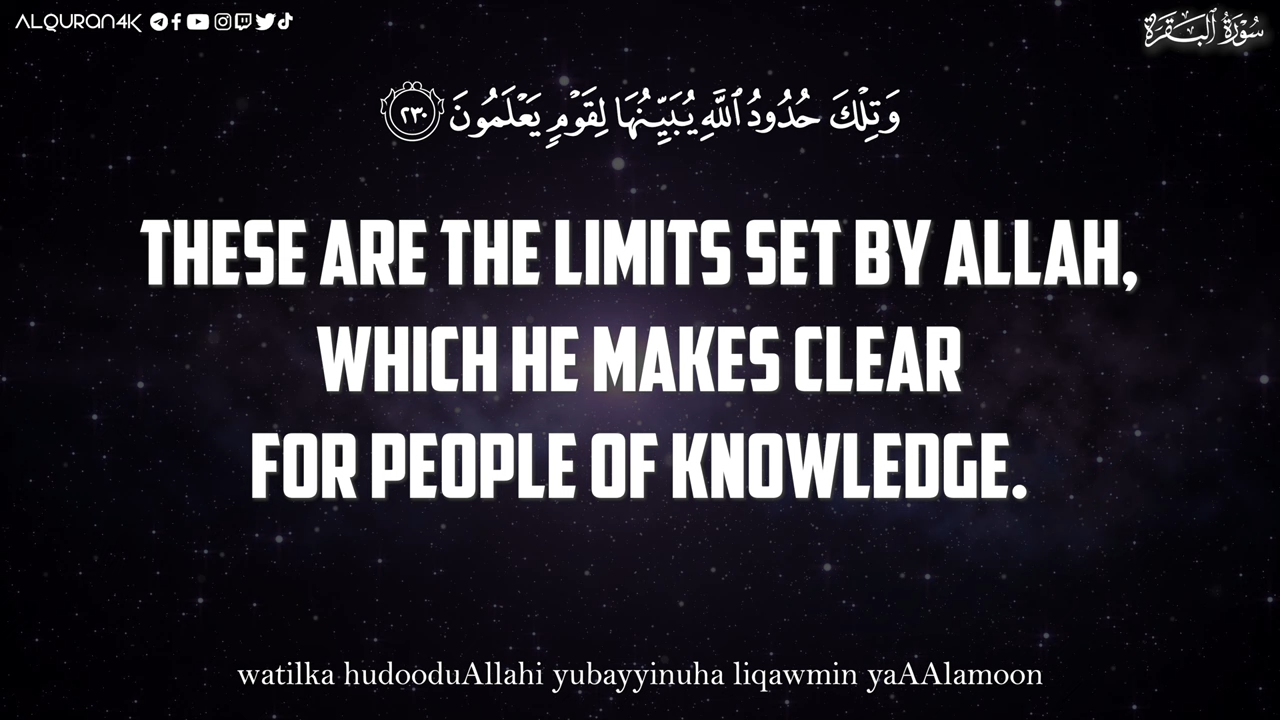 ALQURAN4K
سُورَةُ ٱلْبَقَرَةِ
وَتِلْكَ حُدُودُ ٱللَّهِ يُبَيِّنُهَا لِقَوْمٍ يَعْلَمُونَ ٢٣٠
THESE ARE THE LIMITS SET BY ALLAH,
WHICH HE MAKES CLEAR
FOR PEOPLE OF KNOWLEDGE.
watilka hudooduAllahi yubayyinuha liqawmin yaAAlamoon